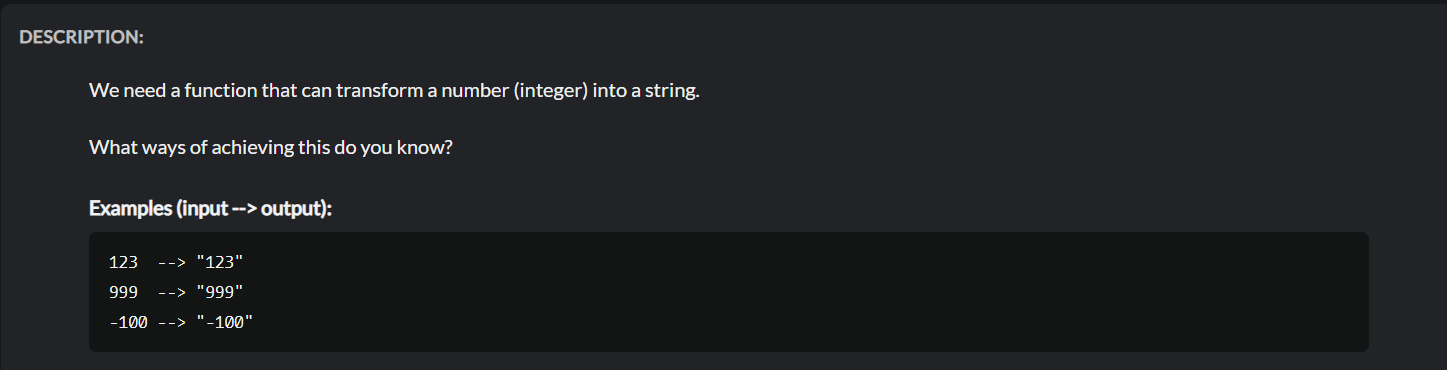 DESCRIPTION:
We need a function that can transform a number (integer) into a string.
What ways of achieving this do you know?
Examples (input --> output):
123  --> "123"
999  --> "999"
-100 --> "-100"